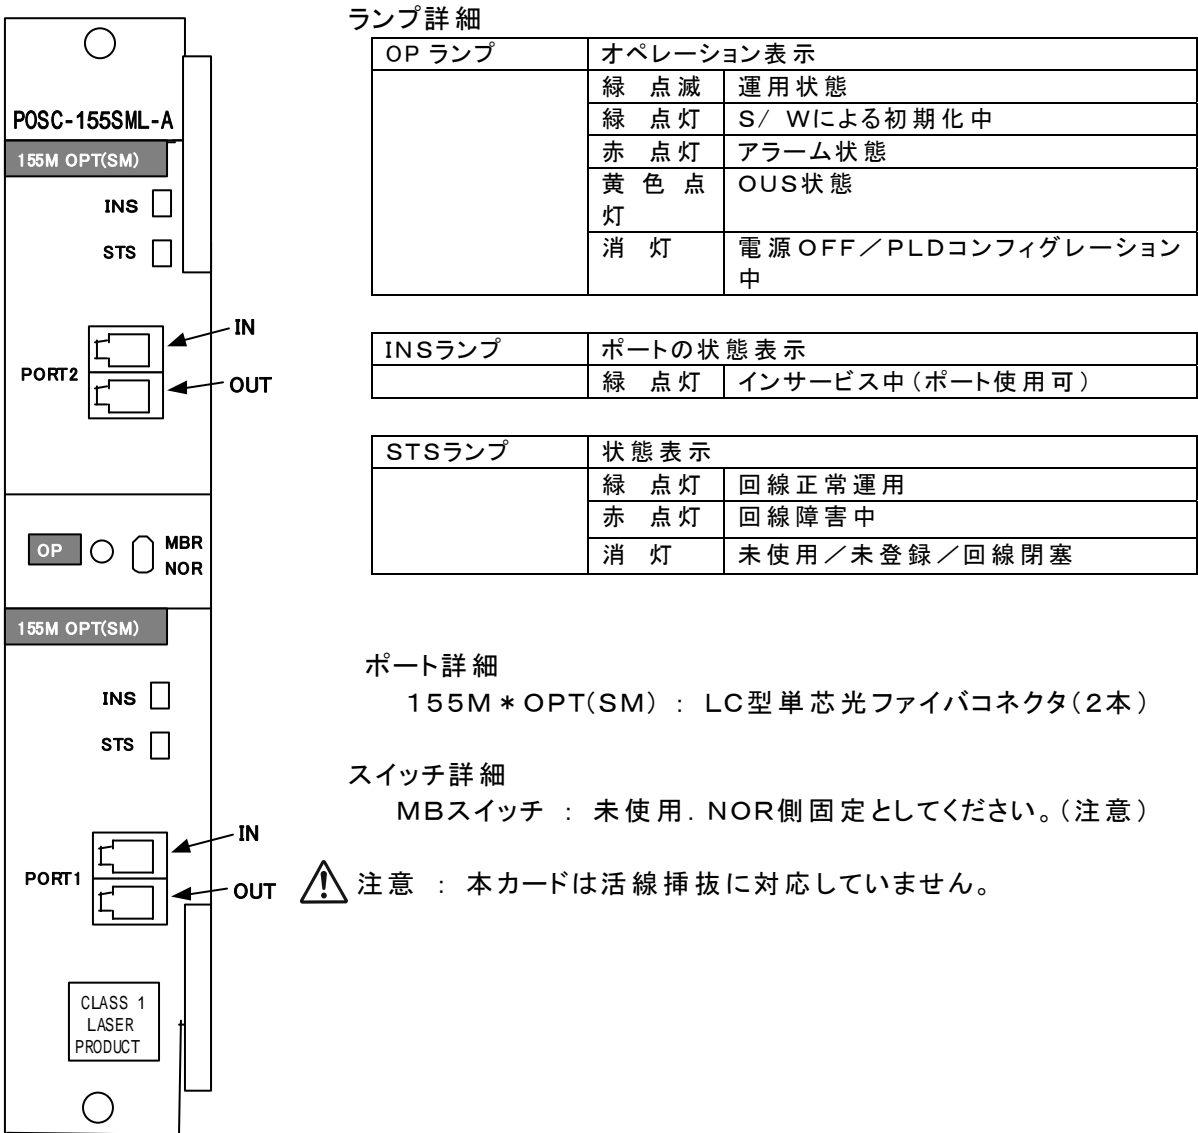 POSC-155SML-A
155M OPT(SM)
INS
STS
IN
PORT2
OUT
OP
MBR
NOR
155M OPT(SM)
INS
STS
IN
PORT1
OUT
CLASS 1
LASER
PRODUCT
ランプ詳細
OP ランプ オペレーション表示
緑 点滅 運用状態
緑 点灯 S/ Wによる初期化中
赤 点灯 アラーム状態
黄色点 OUS状態
灯
消 灯 電源OFF/PLDコンフィグレーション
中
INSランプ ポートの状態表示
緑 点灯 インサービス中(ポート使用可)
STSランプ 状態表示
緑 点灯 回線正常運用
赤 点灯 回線障害中
消 灯 未使用/未登録/回線閉塞
ポート詳細
155M*OPT(SM) : LC型単芯光ファイバコネクタ(2本)
スイッチ詳細
MBスイッチ : 未使用. NOR側固定としてください。(注意)
注意 : 本カードは活線挿抜に対応していません。